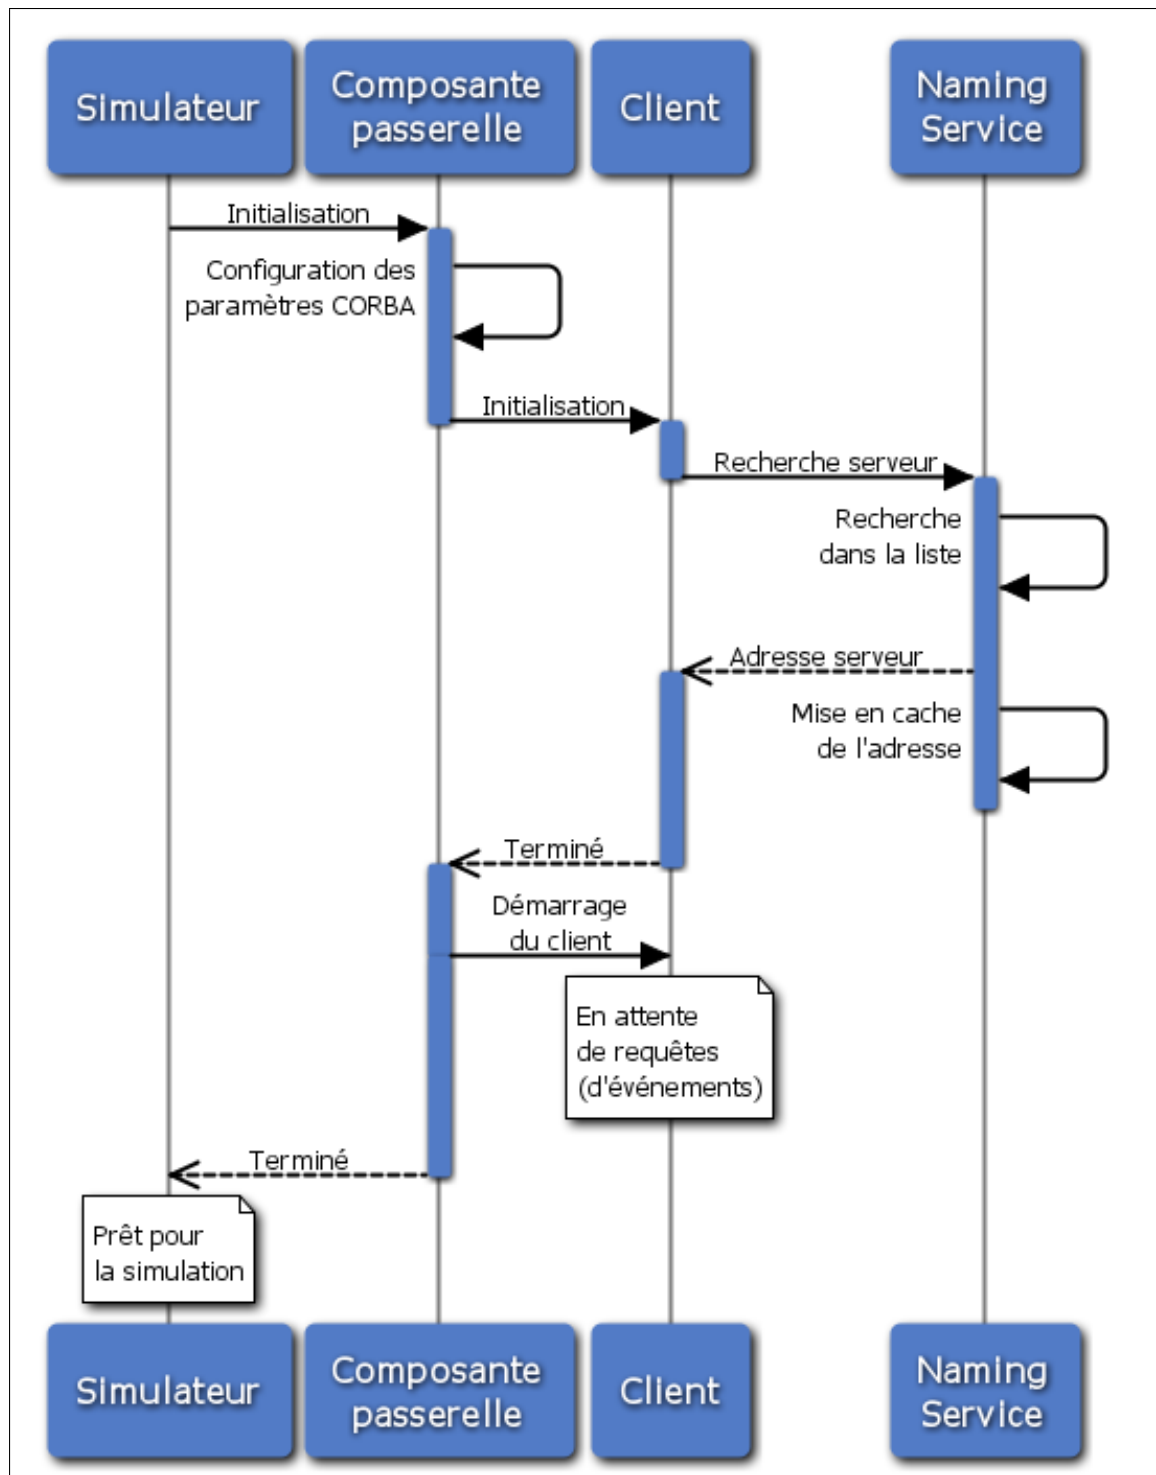 Simulateur
Composante
passerelle
Client
Naming
Service
Initialisation
Configuration des
paramètres CORBA
Initialisation
Recherche serveur
Recherche
dans la liste
Adresse serveur
Mise en cache
de l'adresse
Terminé
Démarrage
du client
En attente
de requêtes
(d'événements)
Terminé
Prêt pour
la simulation
Simulateur
Composante
passerelle
Client
Naming
Service